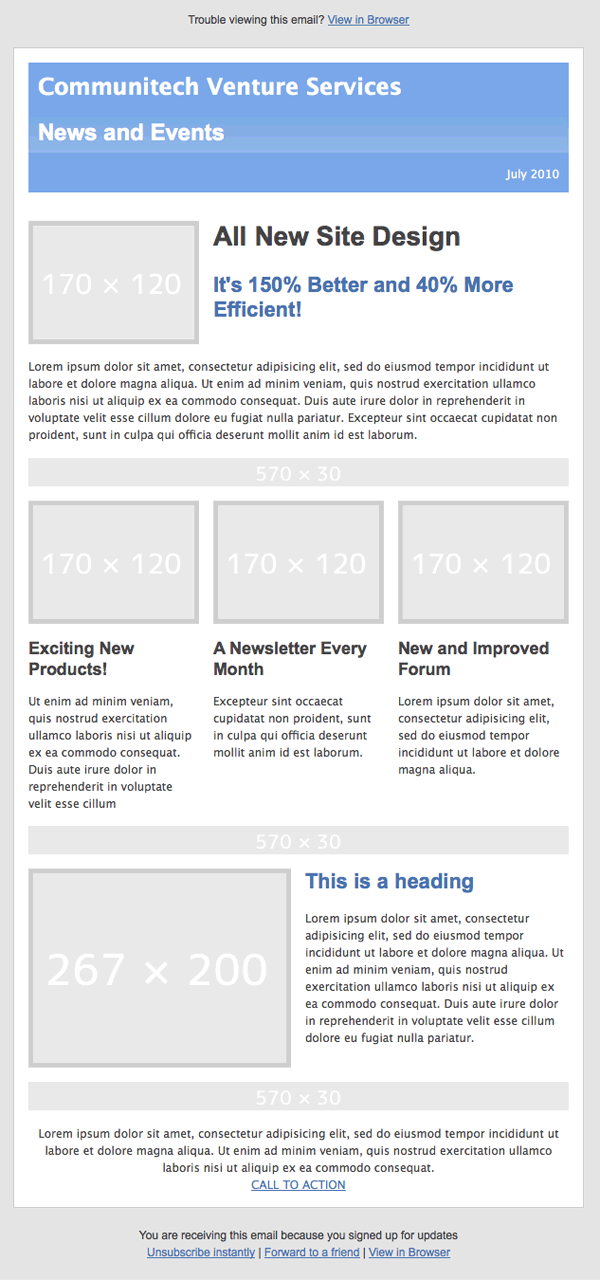 Trouble viewing this email? View in Browser
Communitech Venture Services
News and Events
July 2010
170 × 120
All New Site Design
It's 150% Better and 40% More
Efficient!
Lorem ipsum dolor sit amet, consectetur adipisicing elit, sed do eiusmod tempor incididunt ut
labore et dolore magna aliqua. Ut enim ad minim veniam, quis nostrud exercitation ullamco
laboris nisi ut aliquip ex ea commodo consequat. Duis aute irure dolor in reprehenderit in
voluptate velit esse cillum dolore eu fugiat nulla pariatur. Excepteur sint occaecat cupidatat non
proident, sunt in culpa qui officia deserunt mollit anim id est laborum.
570 × 30
170 × 120
170 × 120
170 × 120
Exciting New
Products!
Ut enim ad minim veniam,
quis nostrud exercitation
ullamco laboris nisi ut aliquip
ex ea commodo consequat.
Duis aute irure dolor in
reprehenderit in voluptate
velit esse cillum
A Newsletter Every
Month
Excepteur sint occaecat
cupidatat non proident, sunt
in culpa qui officia deserunt
mollit anim id est laborum.
New and Improved
Forum
Lorem ipsum dolor sit amet,
consectetur adipisicing elit,
sed do eiusmod tempor
incididunt ut labore et dolore
magna aliqua.
570 × 30
267 × 200
This is a heading
Lorem ipsum dolor sit amet, consectetur
adipisicing elit, sed do eiusmod tempor
incididunt ut labore et dolore magna aliqua. Ut
enim ad minim veniam, quis nostrud
exercitation ullamco laboris nisi ut aliquip ex
ea commodo consequat. Duis aute irure dolor
in reprehenderit in voluptate velit esse cillum
dolore eu fugiat nulla pariatur.
570 × 30
Lorem ipsum dolor sit amet, consectetur adipisicing elit, sed do eiusmod tempor incididunt ut
labore et dolore magna aliqua. Ut enim ad minim veniam, quis nostrud exercitation ullamco
laboris nisi ut aliquip ex ea commodo consequat.
CALL TO ACTION
You are receiving this email because you signed up for updates
Unsubscribe instantly | Forward to a friend | View in Browser